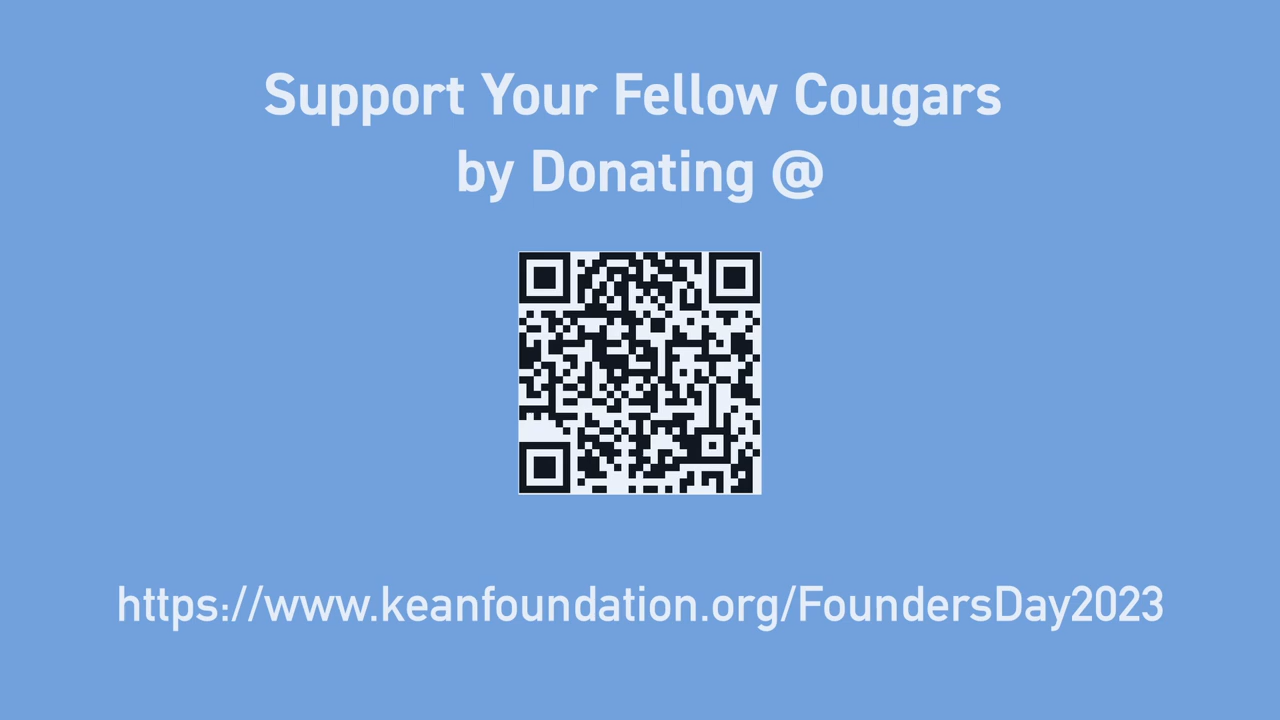 Support Your Fellow Cougars
by Donating @
https://www.keanfoundation.org/FoundersDay2023